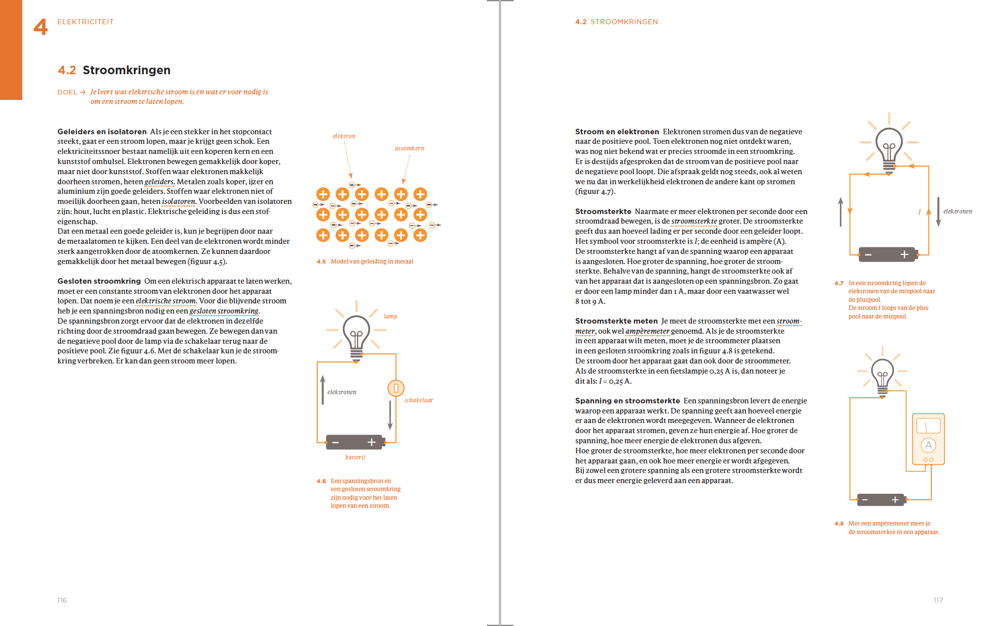 4 ELEKTRICITEIT
4.2 Stroomkringen
DOEL → Je leert wat elektrische stroom is en wat er voor nodig is
om een stroom te laten lopen.
Geleiders en isolatoren Als je een stekker in het stopcontact
steekt, gaat er een stroom lopen, maar je krijgt geen schok. Een
elektriciteitssnoer bestaat namelijk uit een koperen kern en een
kunststof omhulsel. Elektronen bewegen gemakkelijk door koper,
maar niet door kunststof. Stoffen waar elektronen makkelijk
doorheen stromen, heten geleiders. Metalen zoals koper, ijzer en
aluminium zijn goede geleiders. Stoffen waar elektronen niet of
moeilijk doorheen gaan, heten isolatoren. Voorbeelden van isolatoren
zijn: hout, lucht en plastic. Elektrische geleiding is dus een stof-
eigenschap.
Dat een metaal een goede geleider is, kun je begrijpen door naar
de metaalatomen te kijken. Een deel van de elektronen wordt minder
sterk aangetrokken door de atoomkernen. Ze kunnen daardoor
gemakkelijk door het metaal bewegen (figuur 4.5).
Gesloten stroomkring Om een elektrisch apparaat te laten werken,
moet er een constante stroom van elektronen door het apparaat
lopen. Dat noem je een elektrische stroom. Voor die blijvende stroom
heb je een spanningsbron nodig en een gesloten stroomkring.
De spanningsbron zorgt ervoor dat de elektronen in dezelfde
richting door de stroomdraad gaan bewegen. Ze bewegen dan van
de negatieve pool door de lamp via de schakelaar terug naar de
positieve pool. Zie figuur 4.6. Met de schakelaar kun je de stroom-
kring verbreken. Er kan dan geen stroom meer lopen.
elektron
atoomkern
4.5 Model van geleiding in metaal
lamp
elektronen
schakelaar
– +
batterij
4.6 Een spanningsbron en
een gesloten stroomkring
zijn nodig voor het laten
lopen van een stroom.
116
4.2 STROOMKRINGEN
Stroom en elektronen Elektronen stromen dus van de negatieve
naar de positieve pool. Toen elektronen nog niet ontdekt waren,
was nog niet bekend wat er precies stroomde in een stroomkring.
Er is destijds afgesproken dat de stroom van de positieve pool naar
de negatieve pool loopt. Die afspraak geldt nog steeds, ook al weten
we nu dat in werkelijkheid elektronen de andere kant op stromen
(figuur 4.7).
Stroomsterkte Naarmate er meer elektronen per seconde door een
stroomdraad bewegen, is de stroomsterkte groter. De stroomsterkte
geeft dus aan hoeveel lading er per seconde door een geleider loopt.
Het symbool voor stroomsterkte is I; de eenheid is ampère (A).
De stroomsterkte hangt af van de spanning waarop een apparaat
is aangesloten. Hoe groter de spanning, hoe groter de stroom-
sterkte. Behalve van de spanning, hangt de stroomsterkte ook af
van het apparaat dat is aangesloten op een spanningsbron. Zo gaat
er door een lamp minder dan 1 A, maar door een vaatwasser wel
8 tot 9 A.
Stroomsterkte meten Je meet de stroomsterkte met een stroom-
meter, ook wel ampèremeter genoemd. Als je de stroomsterkte
in een apparaat wilt meten, moet je de stroommeter plaatsen
in een gesloten stroomkring zoals in figuur 4.8 is getekend.
De stroom door het apparaat gaat dan ook door de stroommeter.
Als de stroomsterkte in een fietslampje 0,25 A is, dan noteer je
dit als: I = 0,25 A.
Spanning en stroomsterkte Een spanningsbron levert de energie
waarop een apparaat werkt. De spanning geeft aan hoeveel energie
er aan de elektronen wordt meegegeven. Wanneer de elektronen
door het apparaat stromen, geven ze hun energie af. Hoe groter de
spanning, hoe meer energie de elektronen dus afgeven.
Hoe groter de stroomsterkte, hoe meer elektronen per seconde door
het apparaat gaan, en ook hoe meer energie er wordt afgegeven.
Bij zowel een grotere spanning als een grotere stroomsterkte wordt
er dus meer energie geleverd aan een apparaat.
I
elektronen
– +
4.7 In een stroomkring lopen de
elektronen van de minpool naar
de pluspool.
De stroom I loopt van de plus-
pool naar de minpool.
A
– +
4.8 Met een ampèremeter meet je
de stroomsterkte in een apparaat.
117